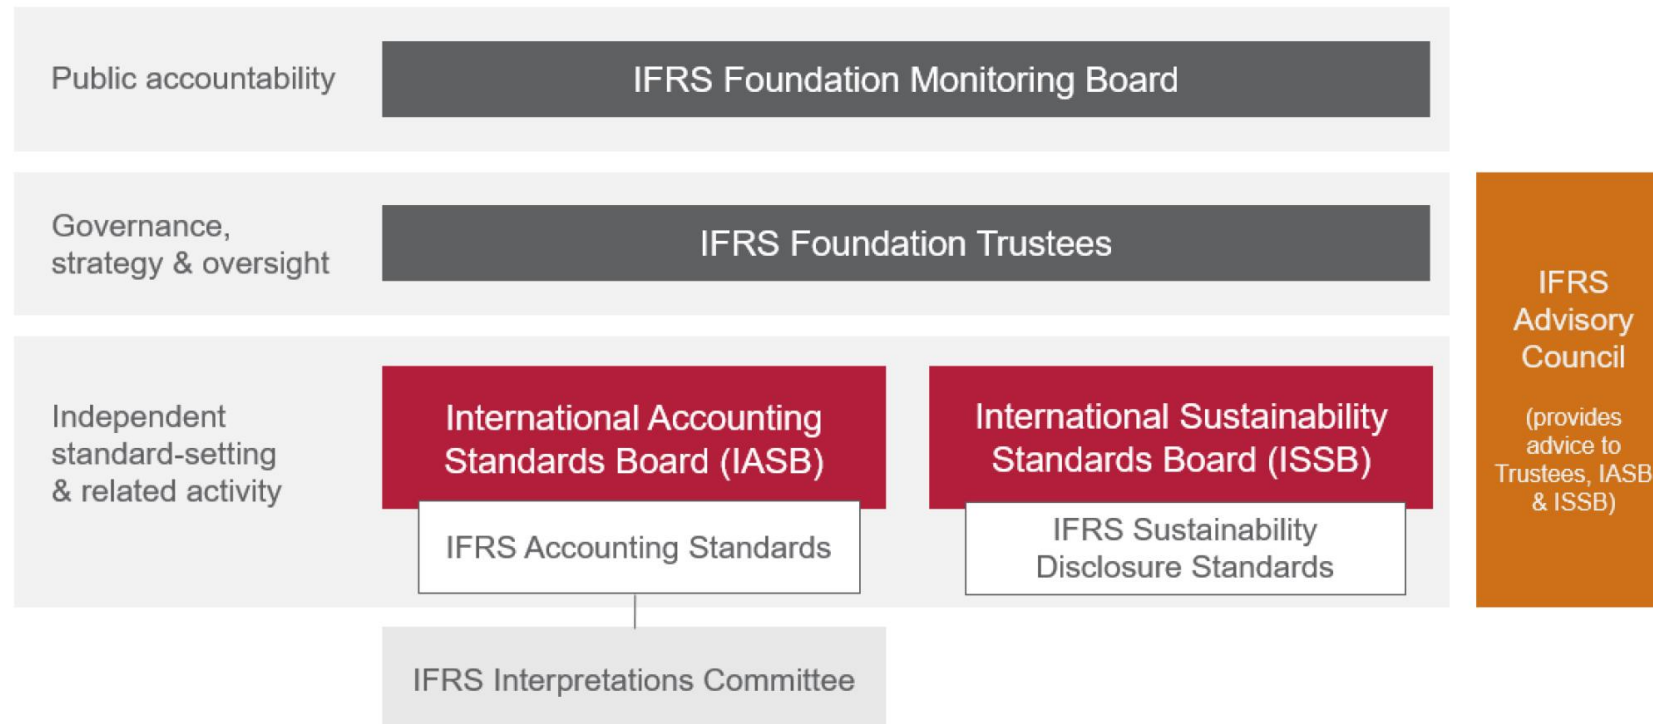 Public accountability
IFRS Foundation Monitoring Board
Governance,
strategy & oversight
IFRS Foundation Trustees
Independent
standard-setting
& related activity
International Accounting
Standards Board (IASB)
IFRS Accounting Standards
International Sustainability
Standards Board (ISSB)
IFRS Sustainability
Disclosure Standards
IFRS Interpretations Committee
IFRS
Advisory
Council
(provides
advice to
Trustees, IASB
& ISSB)